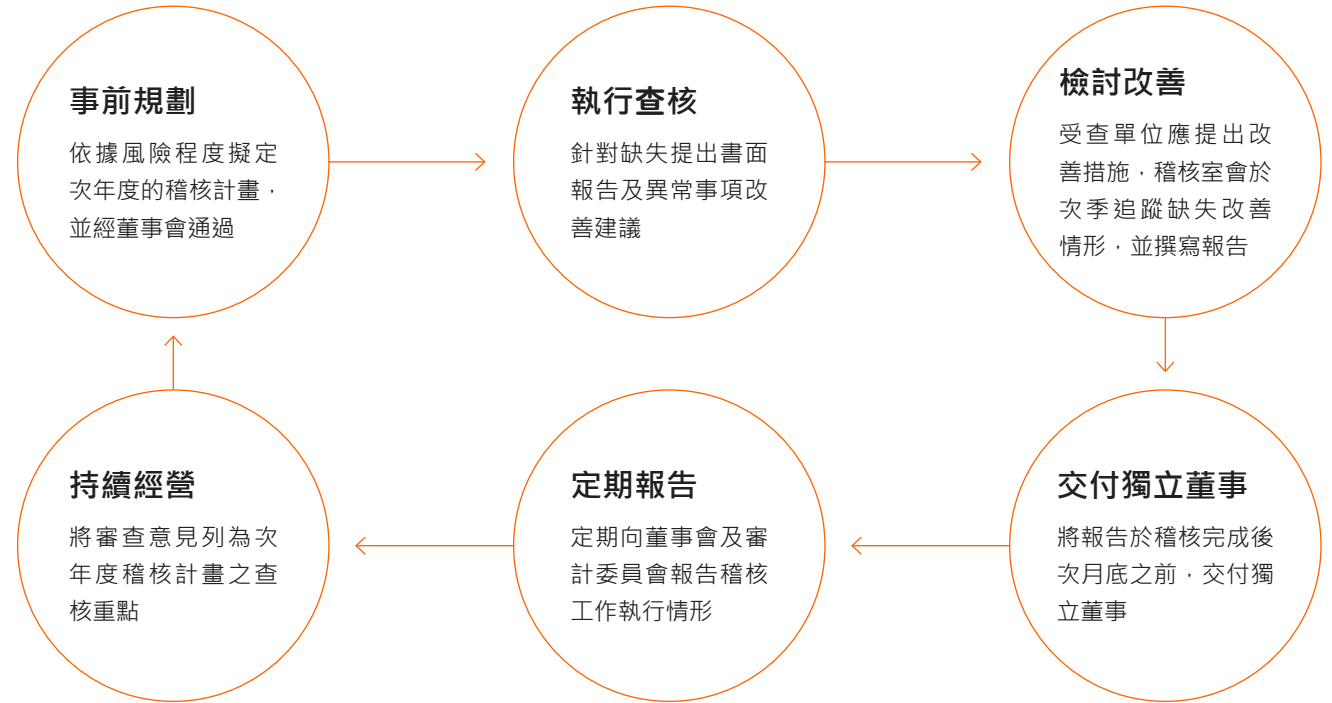 事前規劃
依據風險程度擬定
次年度的稽核計畫，
並經董事會通過
執行查核
針對缺失提出書面
報告及異常事項改
善建議
檢討改善
受查單位應提出改
善措施，稽核室會於
次季追蹤缺失改善
情形，並撰寫報告
交付獨立董事
將報告於稽核完成後
次月底之前，交付獨
立董事
定期報告
定期向董事會及審
計委員會報告稽核
工作執行情形
持續經營
將審查意見列為次
年度稽核計畫之查
核重點